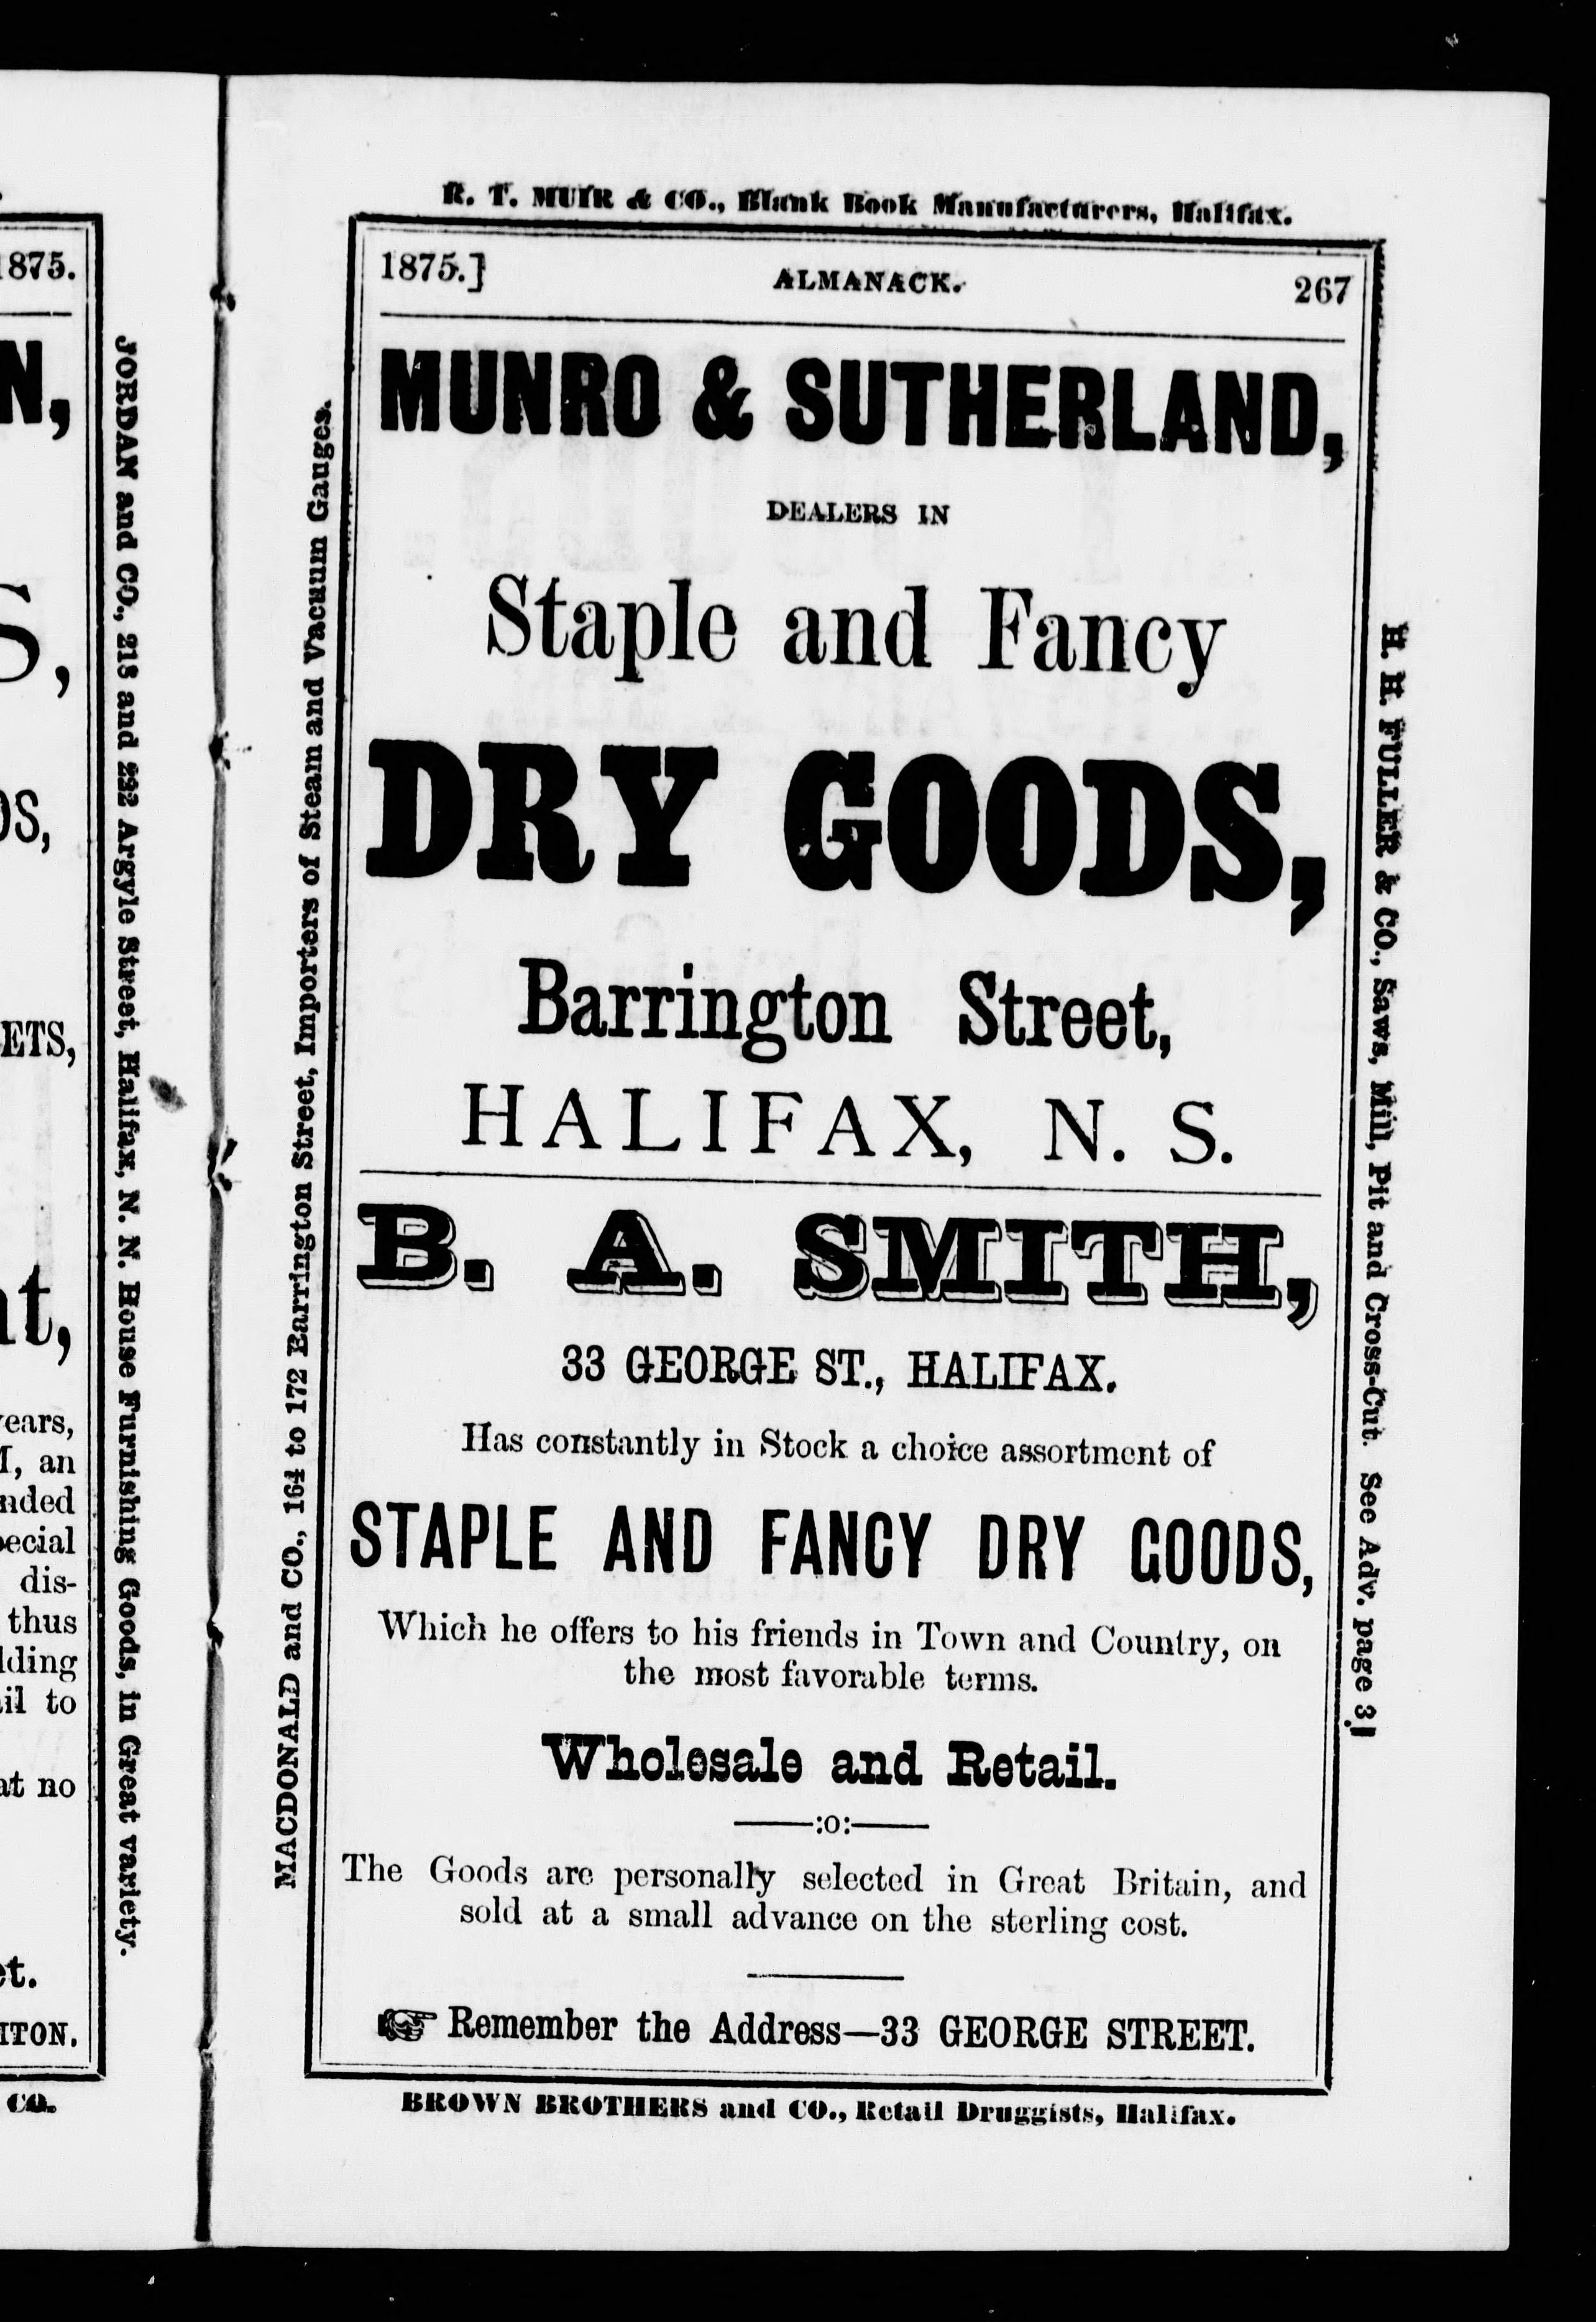 1875.
N,
S,
DS,
ETS,
nt,
years,
M, an
nded
pecial
dis-
thus
lding
ail to
at no
et.
ITON.
CO.
JORDAN and CO., 218 and 232 Argyle Street, Halifax, N. N. House Furnishing Goods, in Great variety.
R. T. MUIR & CO., Blank Book Manufacturers, Halifax.
MACDONALD and CO., 164 to 172 Barrington Street, Importers of Steam and Vacuum Gauges.
1875.] ALMANACK. 267
MUNRO & SUTHERLAND,
DEALERS IN
Staple and Fancy
DRY GOODS,
Barrington Street,
HALIFAX, N. S.
B. A. SMITH,
33 GEORGE ST., HALIFAX.
Has constantly in Stock a choice assortment of
STAPLE AND FANCY DRY GOODS,
Which he offers to his friends in Town and Country, on
the most favorable terms.
Wholesale and Retail.
——:o:——
The Goods are personally selected in Great Britain, and
sold at a small advance on the sterling cost.
☞ Remember the Address—33 GEORGE STREET.
H. H. FULLER & CO., Saws, Mill, Pit and Cross-Cut. See Adv. page 3.
BROWN BROTHERS and CO., Retail Druggists, Halifax.